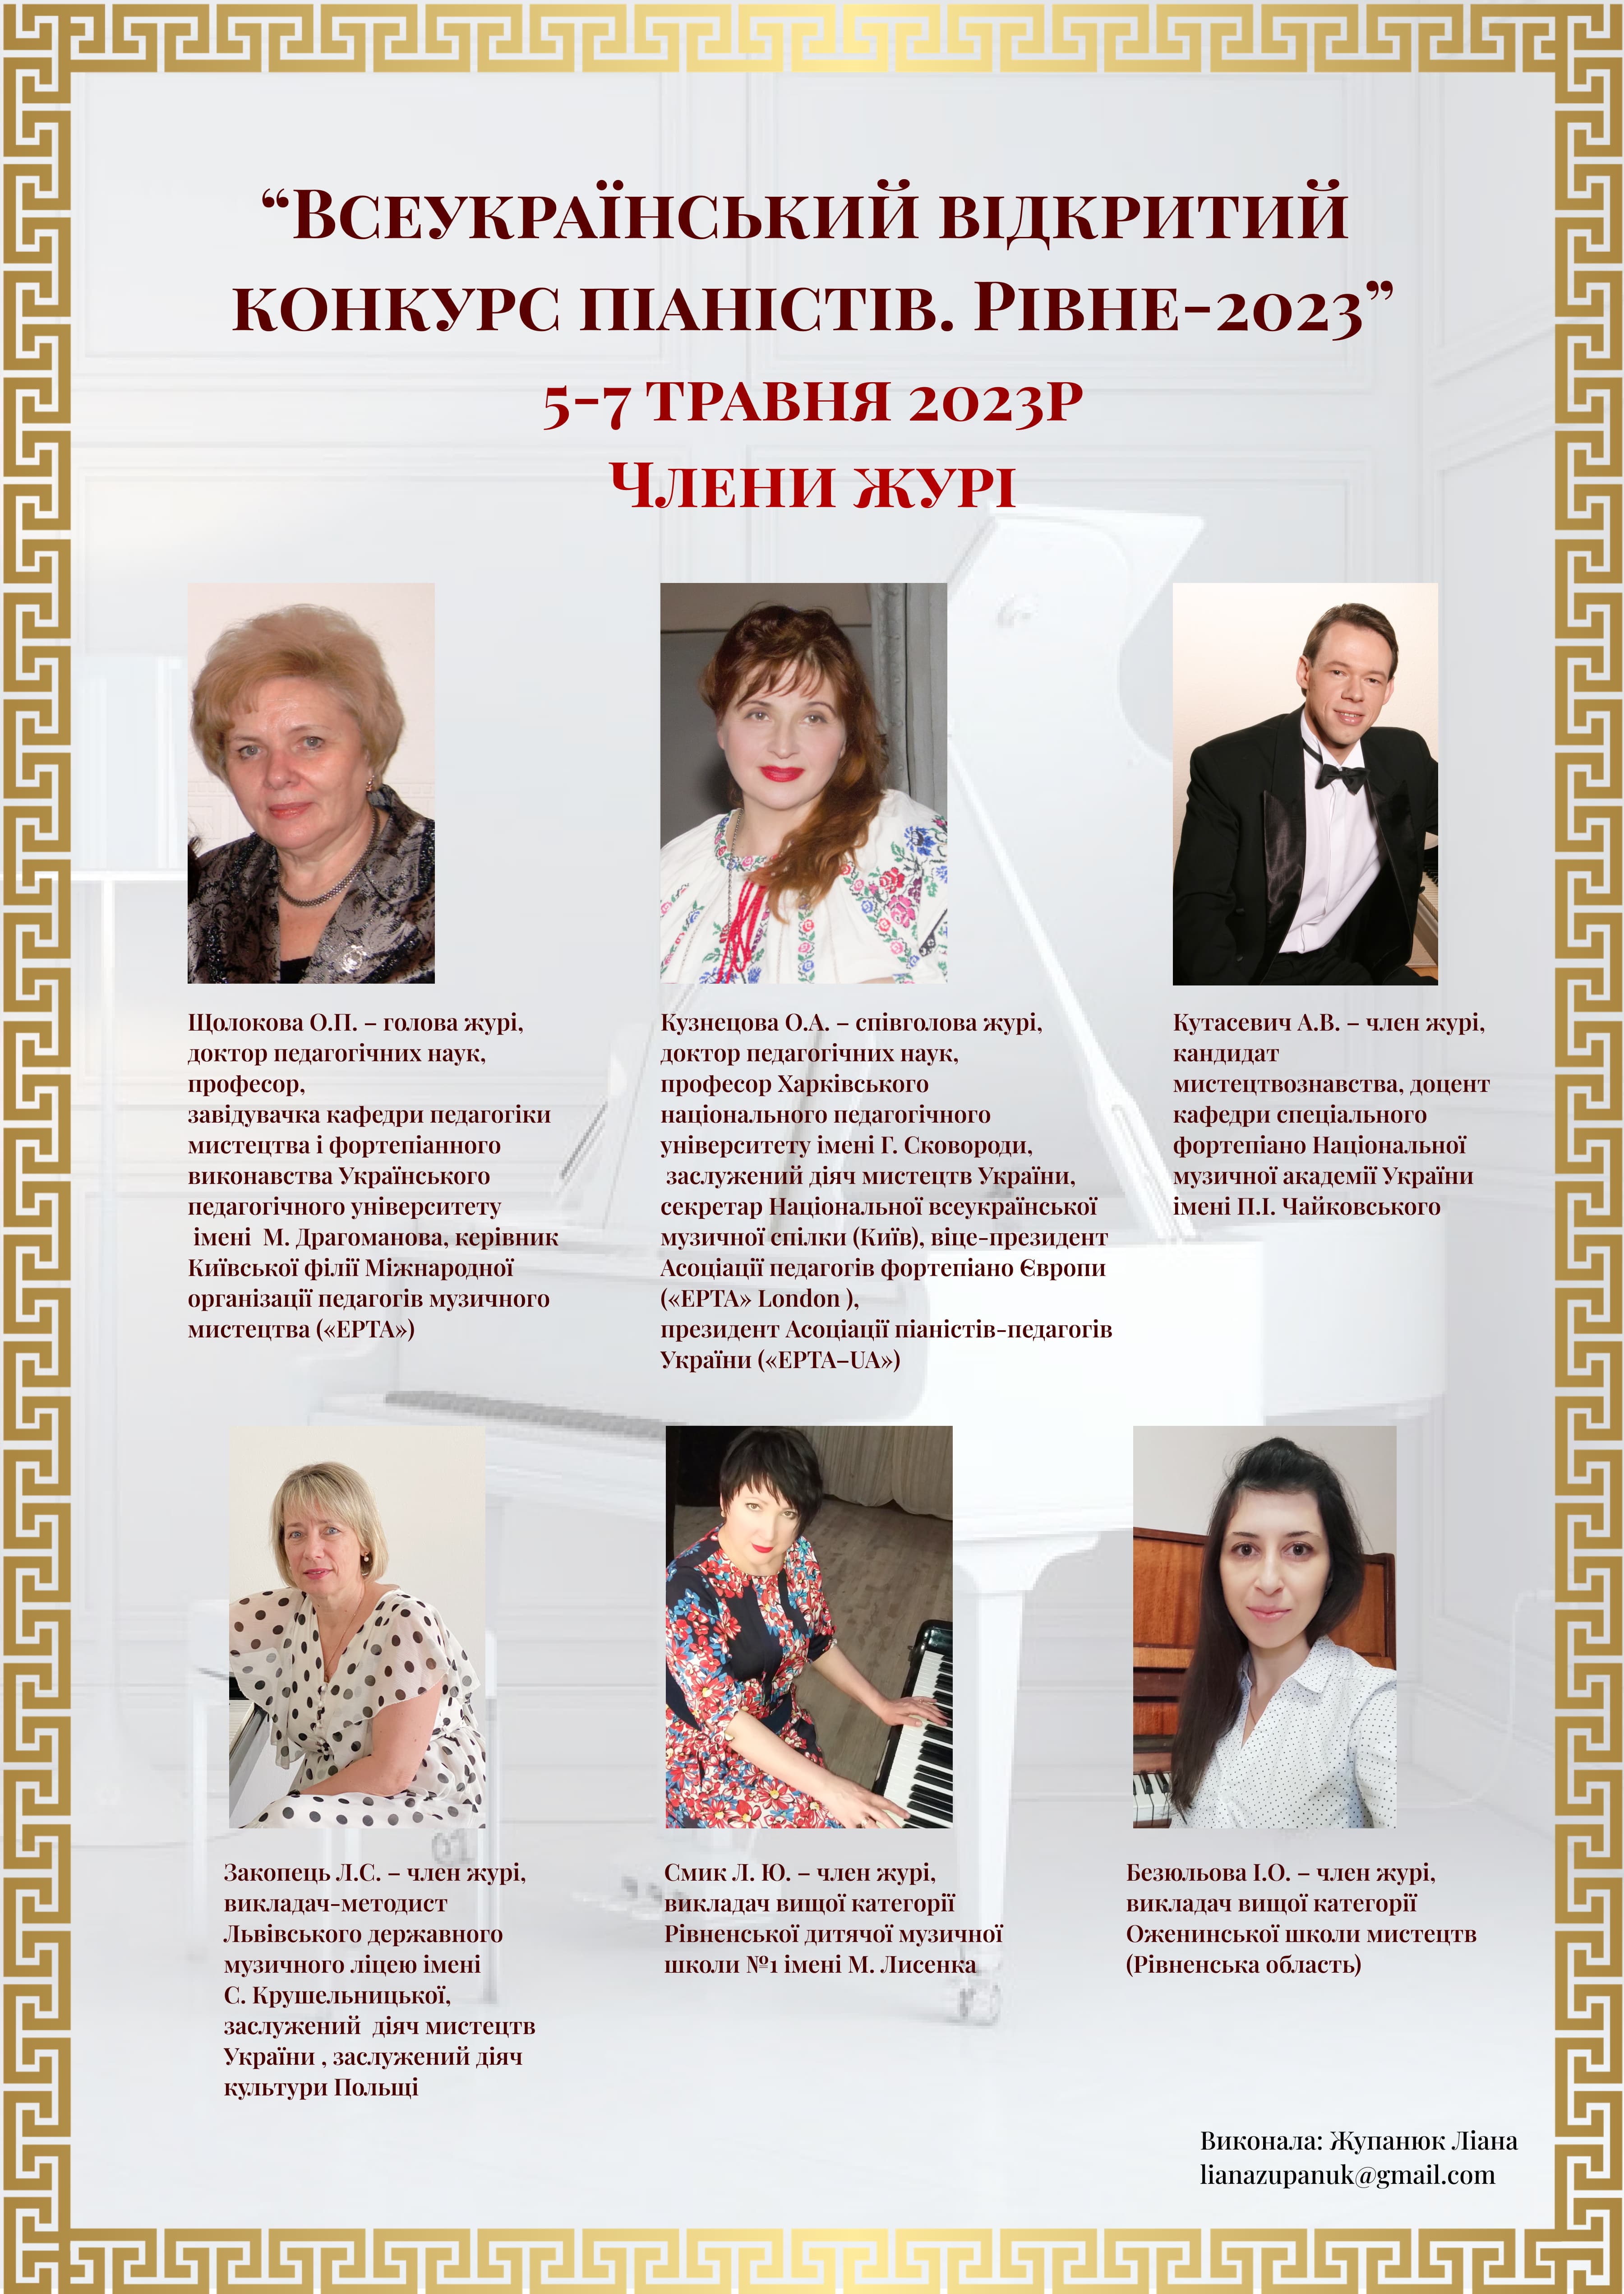 “Всеукраїнський відкритий
конкурс піаністів. Рівне-2023”
5-7 травня 2023р
Члени журі
Щолокова О.П. – голова журі,
доктор педагогічних наук,
професор,
завідувачка кафедри педагогіки
мистецтва і фортепіанного
виконавства Українського
педагогічного університету
імені  М. Драгоманова, керівник
Київської філії Міжнародної
організації педагогів музичного
мистецтва («ЕРТА»)
Кузнецова О.А. – співголова журі,
доктор педагогічних наук,
професор Харківського
національного педагогічного
університету імені Г. Сковороди,
заслужений діяч мистецтв України,
секретар Національної всеукраїнської
музичної спілки (Київ), віце-президент
Асоціації педагогів фортепіано Європи
(«ЕРТА» London ),
президент Асоціації піаністів-педагогів
України («ЕРТА–UA»)
Кутасевич А.В. – член журі,
кандидат
мистецтвознавства, доцент
кафедри спеціального
фортепіано Національної
музичної академії України
імені П.І. Чайковського
Закопець Л.С. – член журі,
викладач-методист
Львівського державного
музичного ліцею імені
С. Крушельницької,
заслужений  діяч мистецтв
України , заслужений діяч
культури Польщі
Смик Л. Ю. – член журі,
викладач вищої категорії
Рівненської дитячої музичної
школи №1 імені М. Лисенка
Безюльова І.О. – член журі,
викладач вищої категорії
Оженинської школи мистецтв
(Рівненська область)
Виконала: Жупанюк Ліана
lianazupanuk@gmail.com